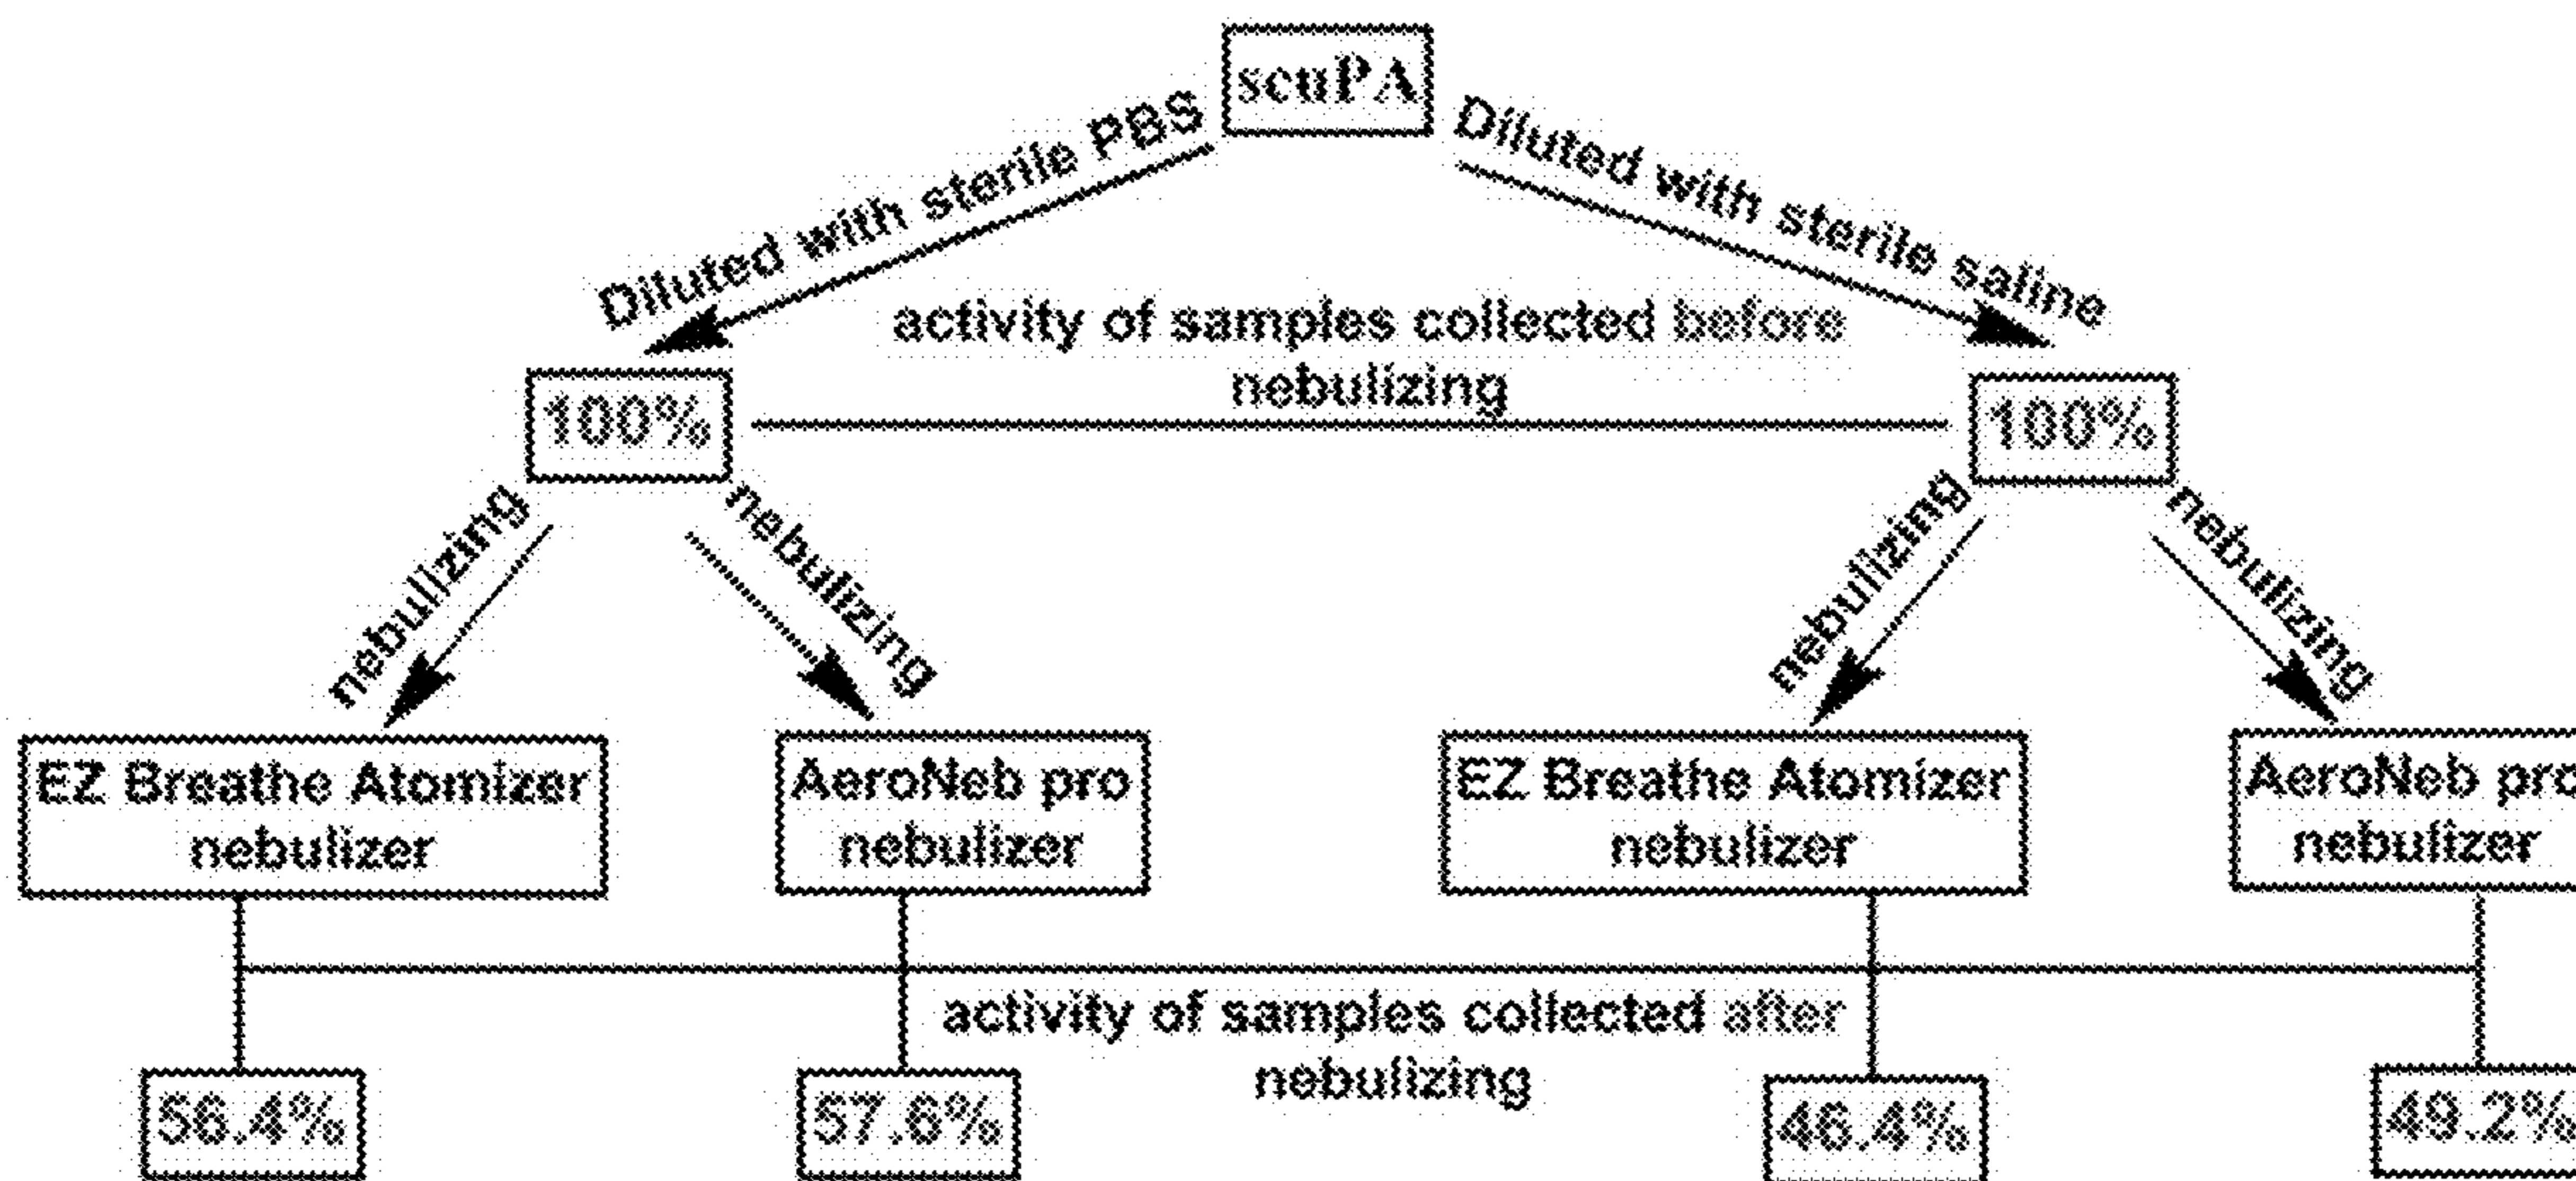 scuPA
Diluted with sterile PBS
Diluted with sterile saline
activity of samples collected before
nebulizing
100%
100%
nebulizing
nebulizing
nebulizing
nebulizing
EZ Breathe Atomizer
nebulizer
AeroNeb pro
nebulizer
EZ Breathe Atomizer
nebulizer
AeroNeb pro
nebulizer
activity of samples collected after
nebulizing
56.4%
57.6%
46.4%
49.2%